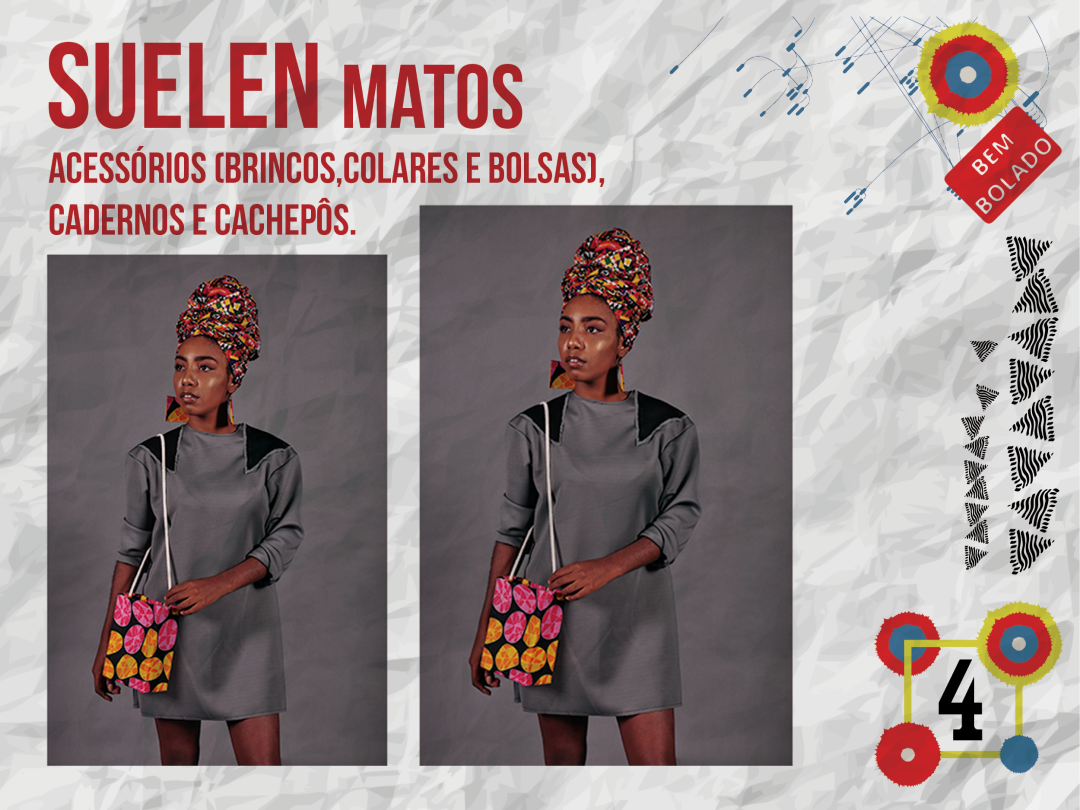 SUELEN MATOS
ACESSÓRIOS (BRINCOS,COLARES E BOLSAS),
CADERNOS E CACHEPÔS.
BEM
BOLADO
4